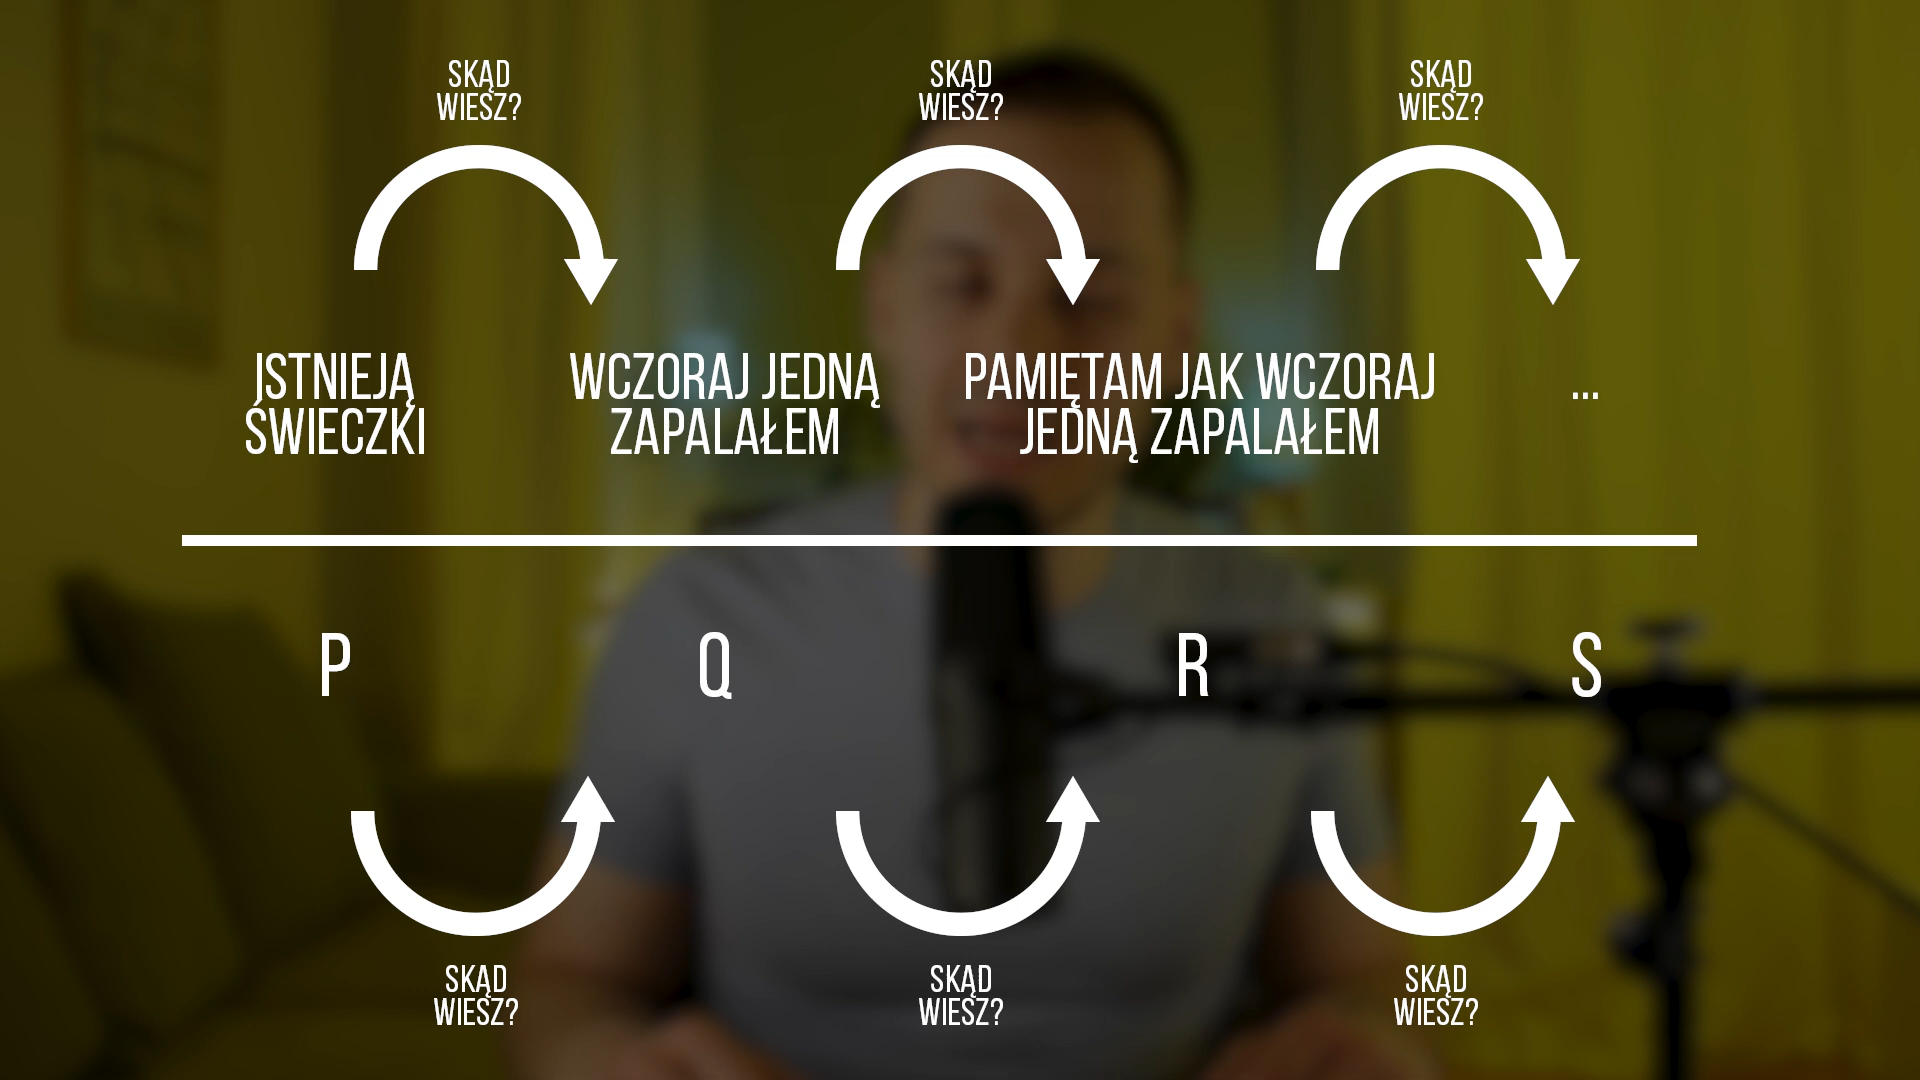 SKĄD
WIESZ?
SKĄD
WIESZ?
SKĄD
WIESZ?
ISTNIEJĄ
ŚWIECZKI
WCZORAJ JEDNĄ
ZAPALAŁEM
PAMIĘTAM JAK WCZORAJ
JEDNĄ ZAPALAŁEM
...
P
Q
R
S
SKĄD
WIESZ?
SKĄD
WIESZ?
SKĄD
WIESZ?